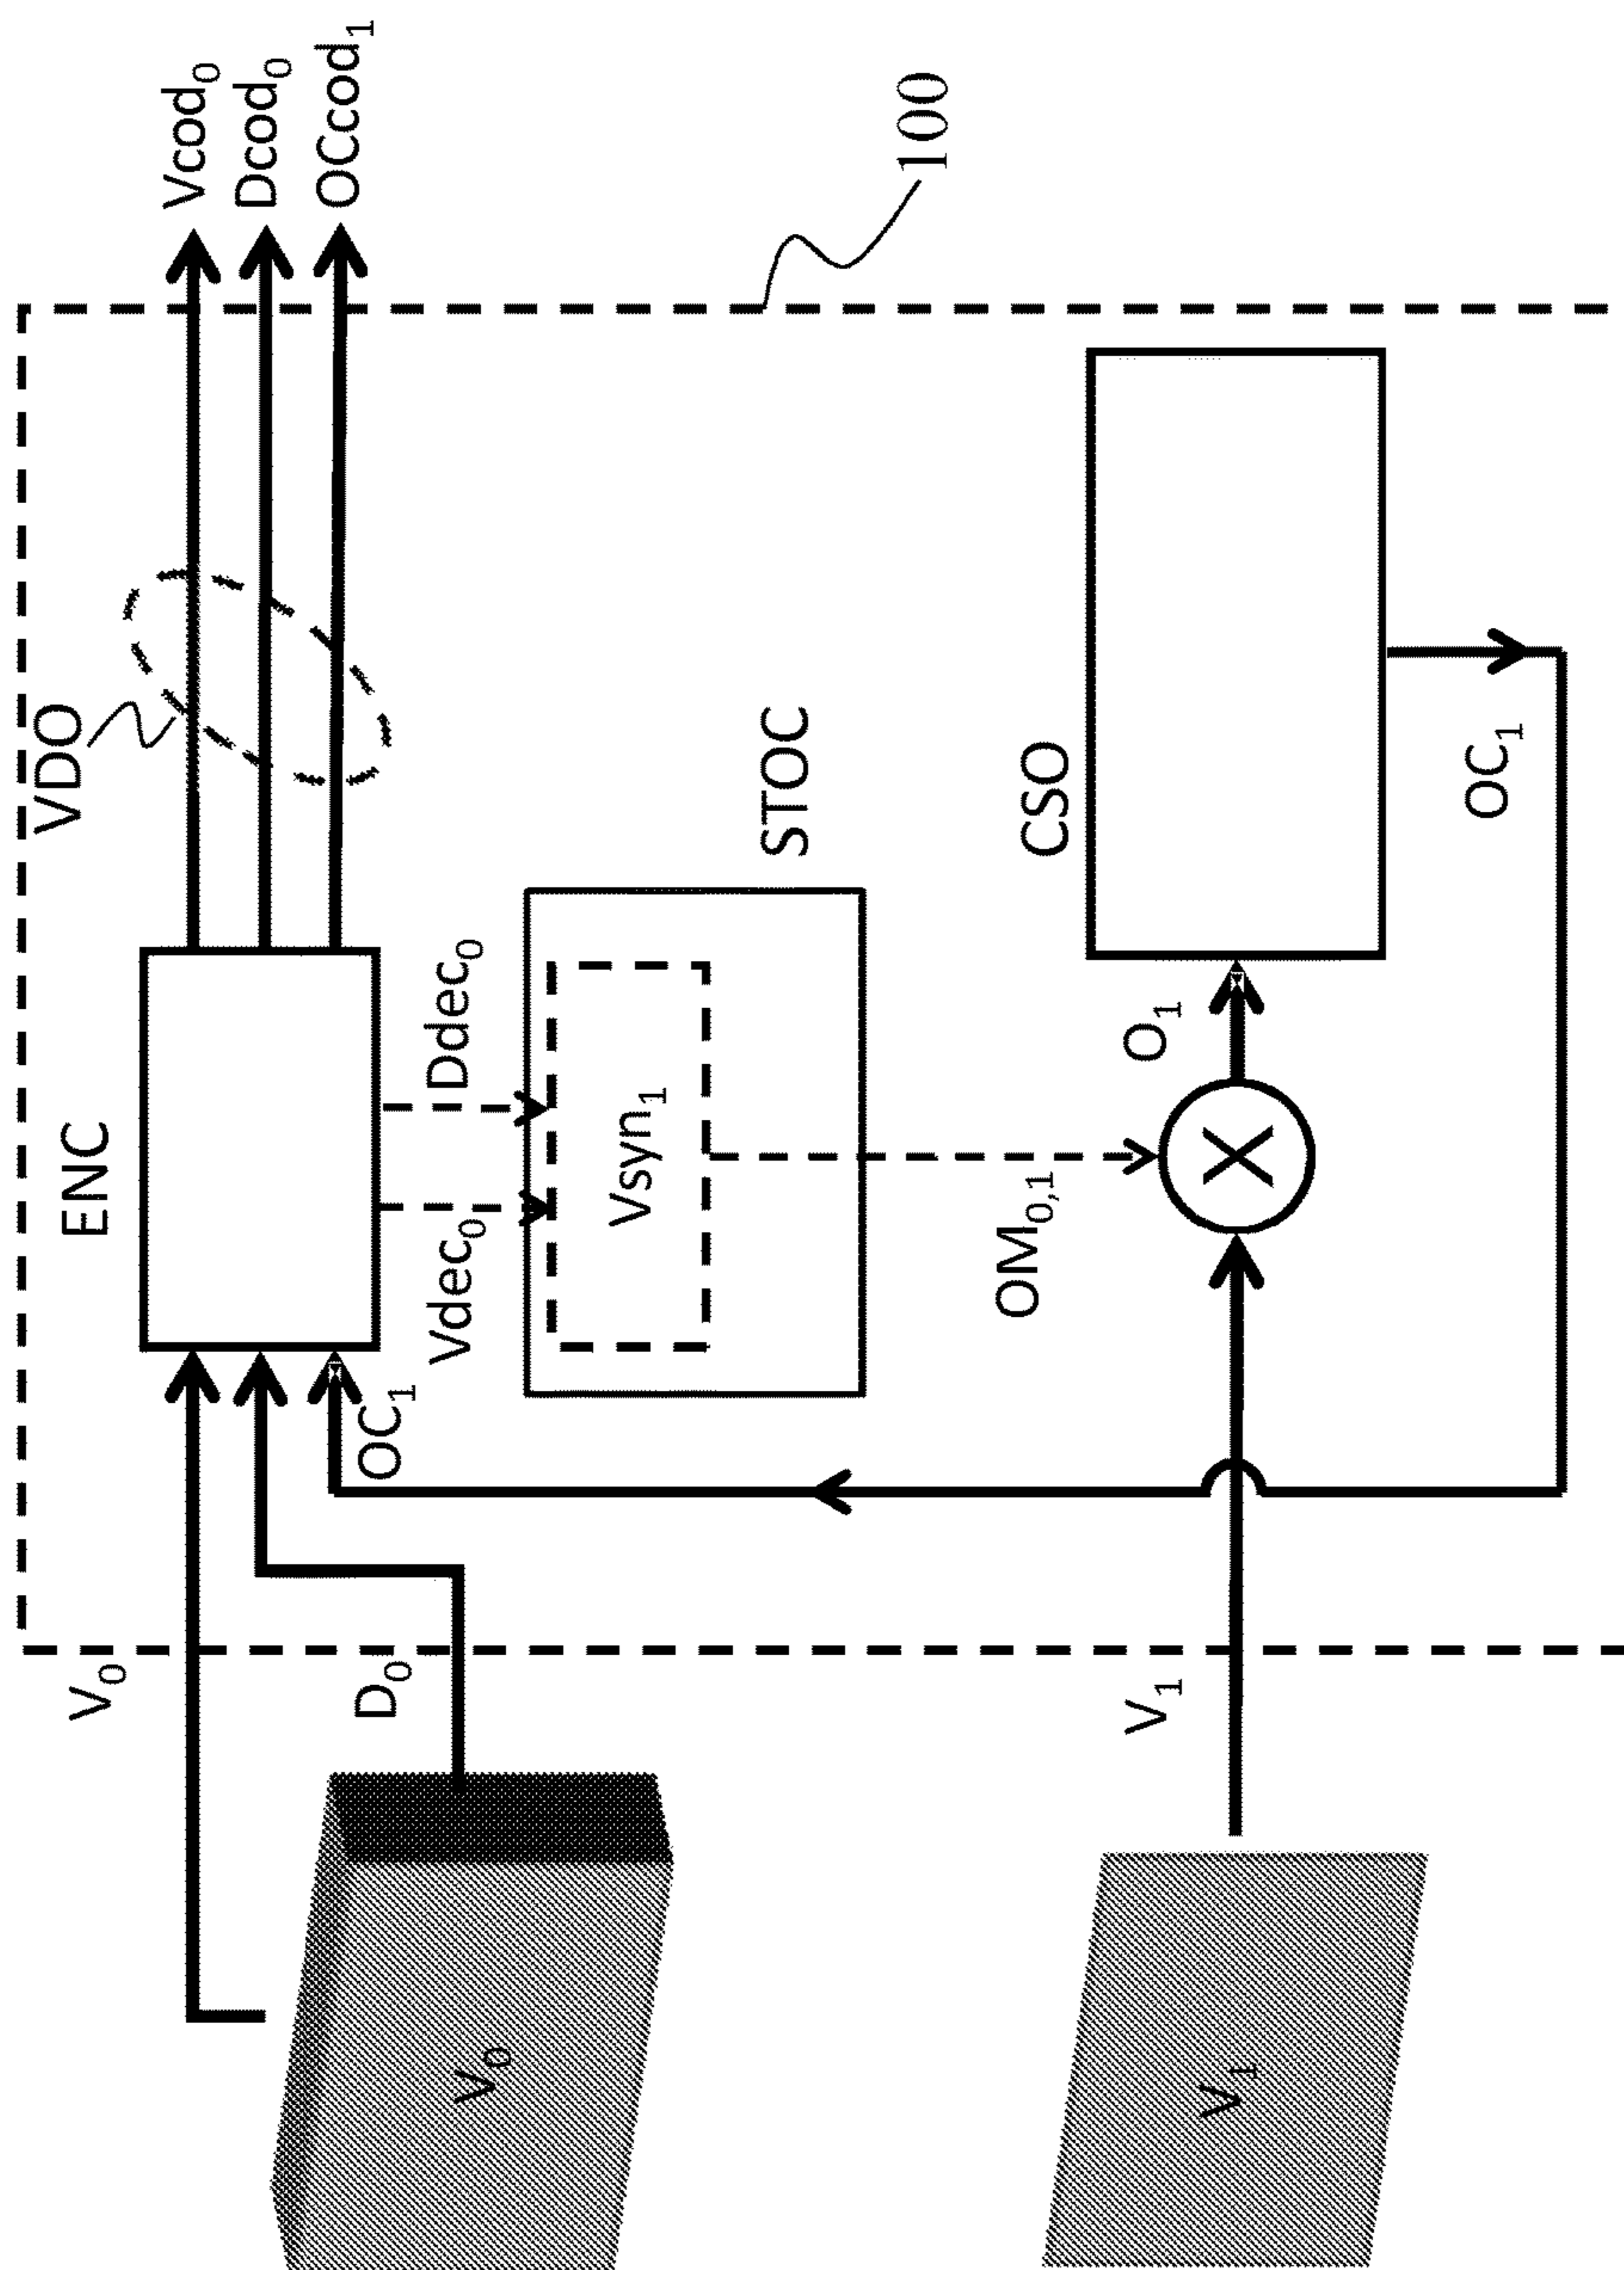 Vcod₀
Dcod₀
OCcod₁
100
VDO
ENC
V₀
D₀
OC₁
Vdec₀
Ddec₀
STOC
Vsyn₁
OM₀,₁
CSO
O₁
OC₁
V₁
V₀
V₁
X